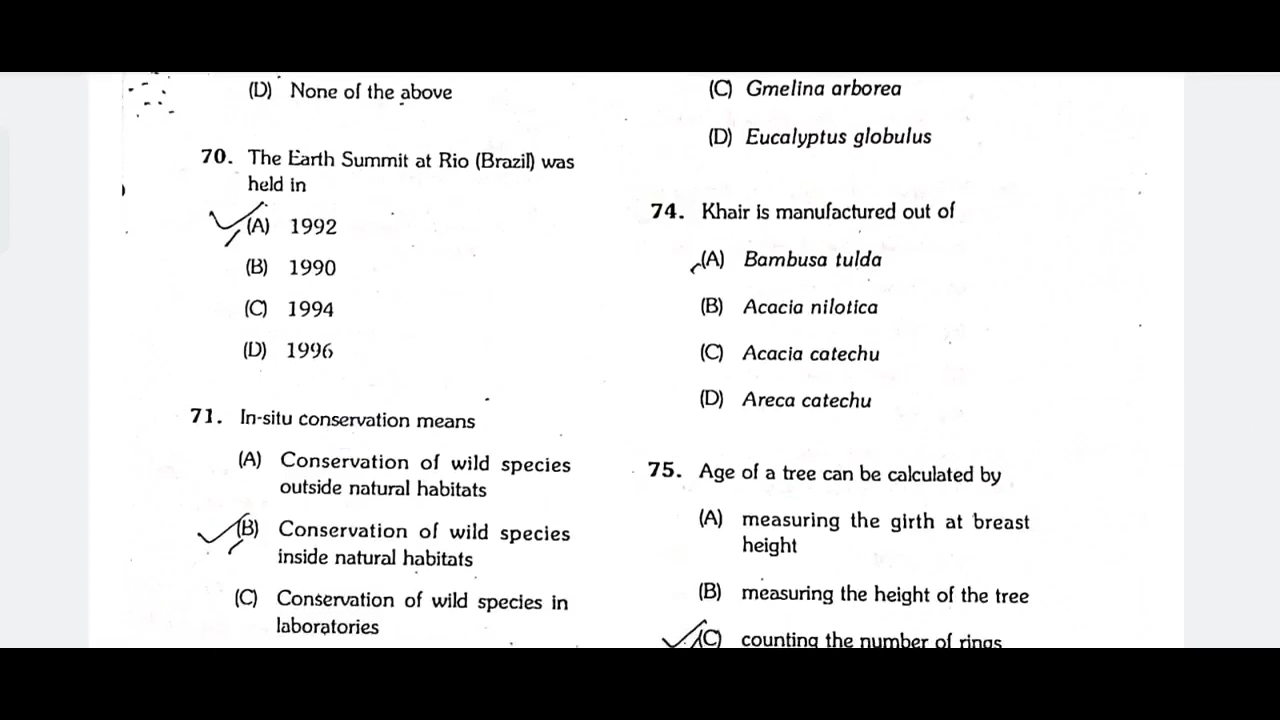 (D) None of the above
70. The Earth Summit at Rio (Brazil) was
held in
(A) 1992
(B) 1990
(C) 1994
(D) 1996
71. In-situ conservation means
(A) Conservation of wild species
outside natural habitats
(B) Conservation of wild species
inside natural habitats
(C) Conservation of wild species in
laboratories
(C) Gmelina arborea
(D) Eucalyptus globulus
74. Khair is manufactured out of
(A) Bambusa tulda
(B) Acacia nilotica
(C) Acacia catechu
(D) Areca catechu
75. Age of a tree can be calculated by
(A) measuring the girth at breast
height
(B) measuring the height of the tree
(C) counting the number of rings